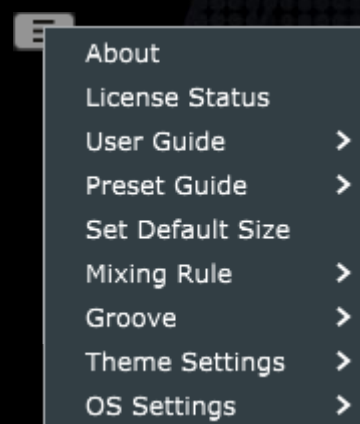 About
License Status
User Guide
Preset Guide
Set Default Size
Mixing Rule
Groove
Theme Settings
OS Settings